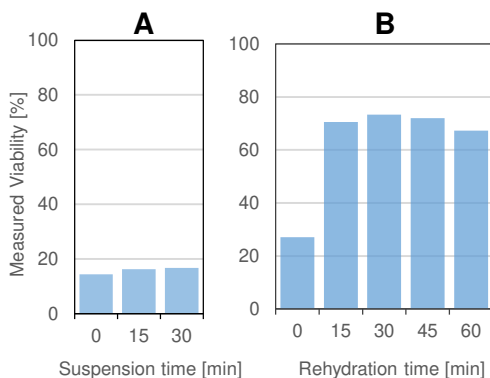 A
Measured Viability [%]
100
80
60
40
20
0
0 15 30
Suspension time [min]
B
100
80
60
40
20
0
0 15 30 45 60
Rehydration time [min]